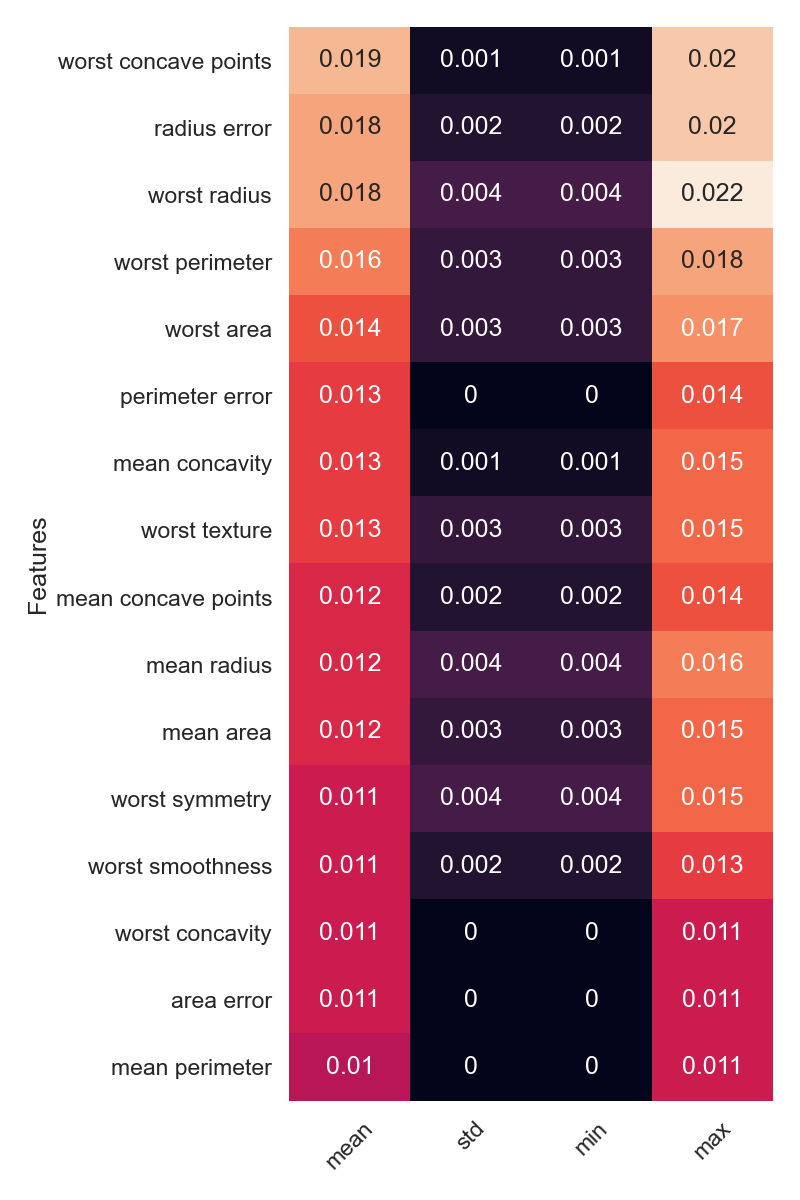 worst concave points 0.019 0.001 0.001 0.02
radius error 0.018 0.002 0.002 0.02
worst radius 0.018 0.004 0.004 0.022
worst perimeter 0.016 0.003 0.003 0.018
worst area 0.014 0.003 0.003 0.017
perimeter error 0.013 0 0 0.014
mean concavity 0.013 0.001 0.001 0.015
worst texture 0.013 0.003 0.003 0.015
Features
mean concave points 0.012 0.002 0.002 0.014
mean radius 0.012 0.004 0.004 0.016
mean area 0.012 0.003 0.003 0.015
worst symmetry 0.011 0.004 0.004 0.015
worst smoothness 0.011 0.002 0.002 0.013
worst concavity 0.011 0 0 0.011
area error 0.011 0 0 0.011
mean perimeter 0.01 0 0 0.011
mean std min max